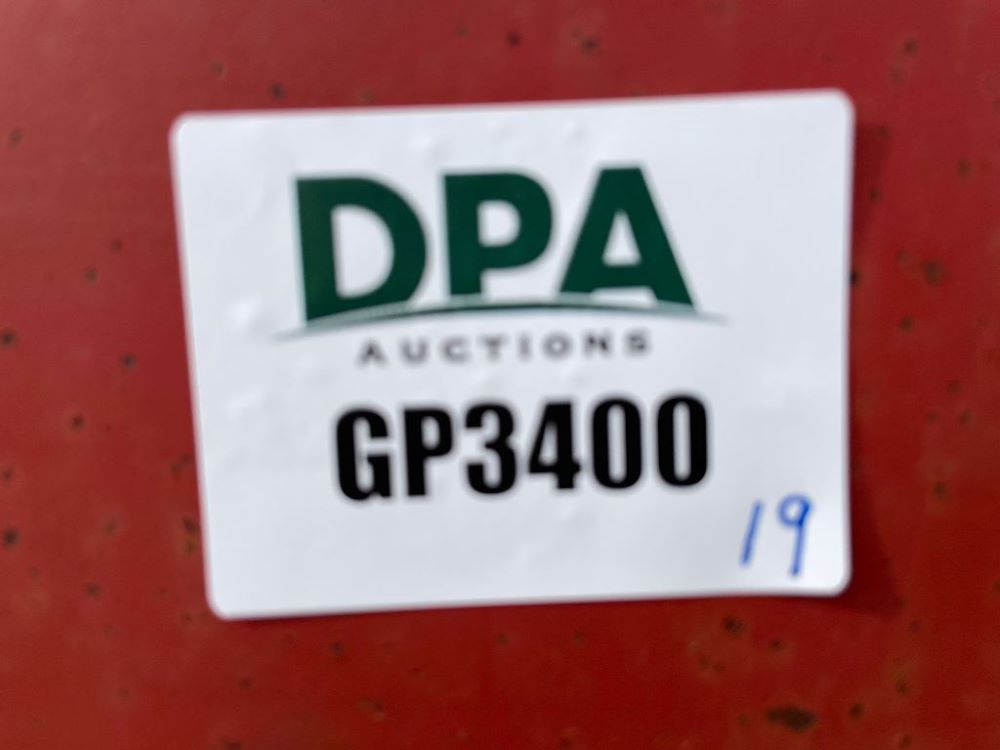 DPA
AUCTIONS
GP3400
19